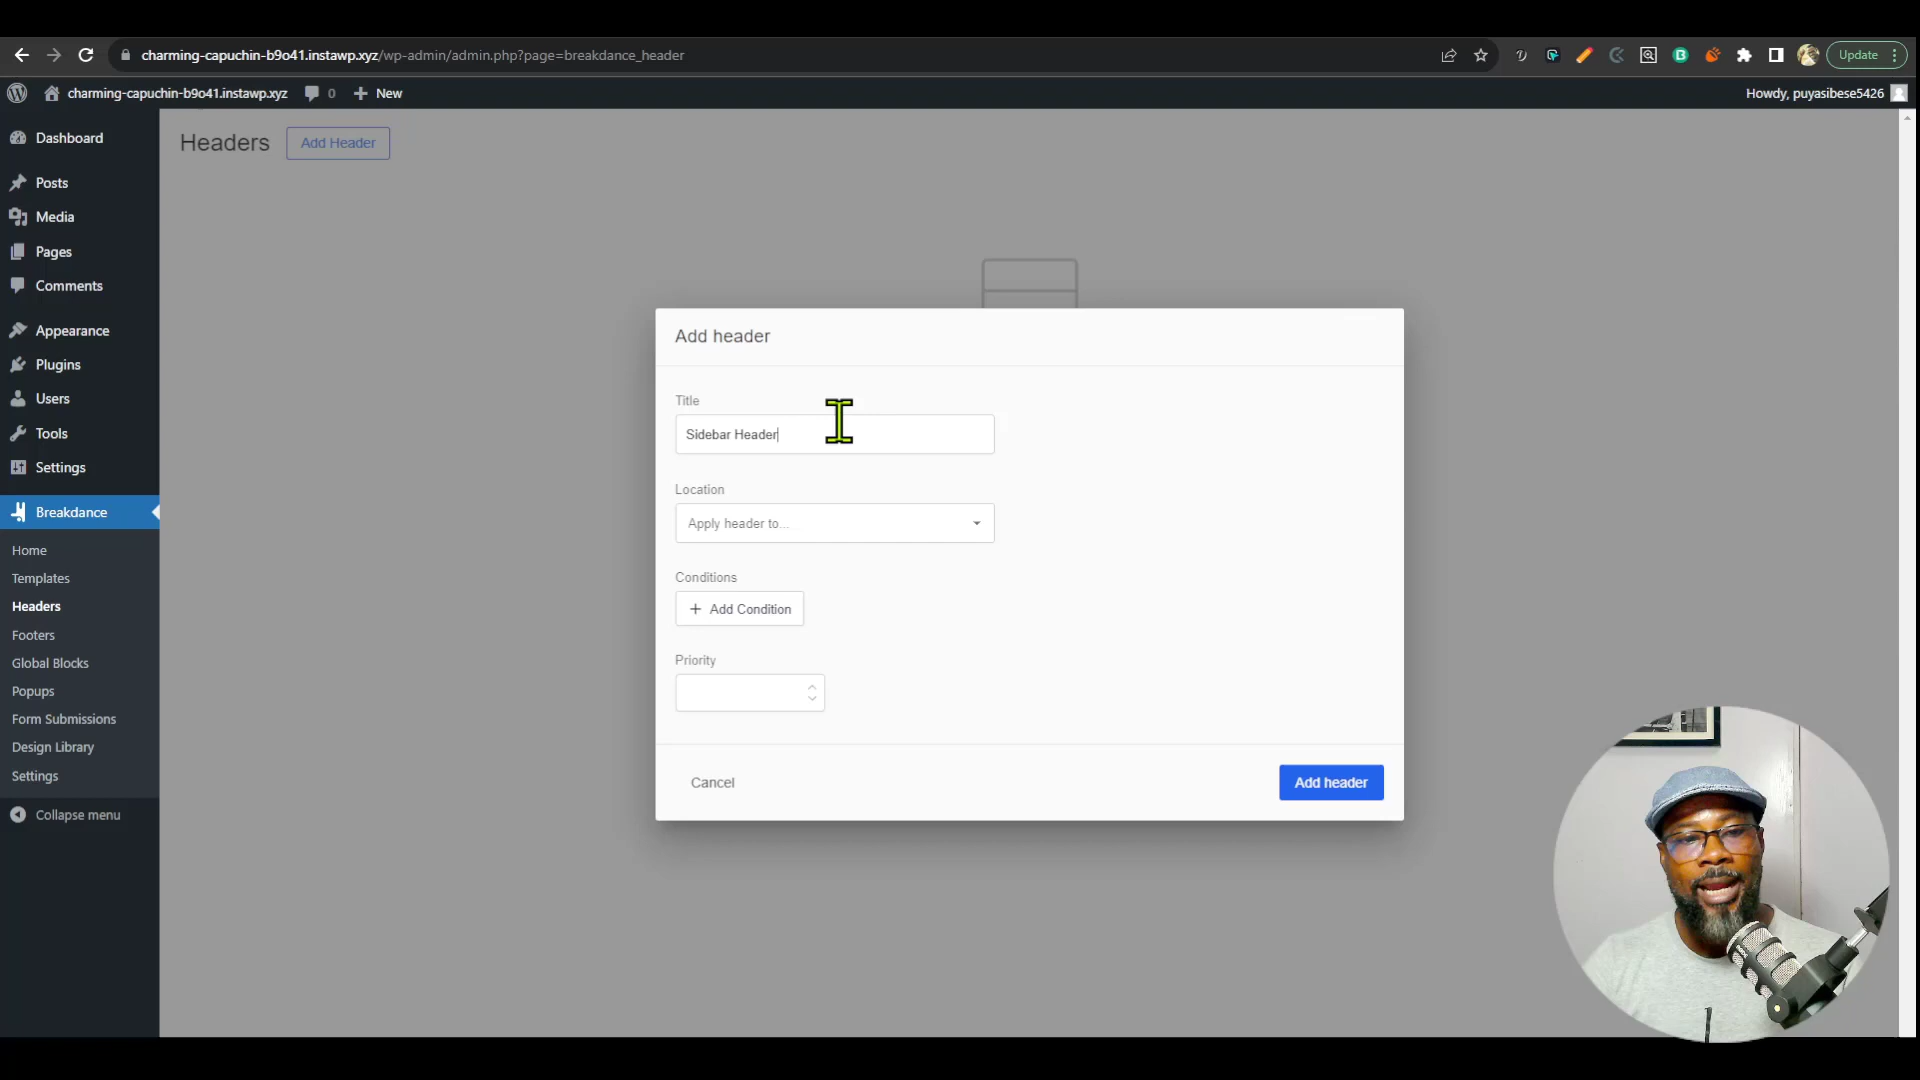 charming-capuchin-b9o41.instawp.xyz/wp-admin/admin.php?page=breakdance_header
Update
charming-capuchin-b9o41.instawp.xyz
0
New
Howdy, puyasibese5426
Dashboard
Posts
Media
Pages
Comments
Appearance
Plugins
Users
Tools
Settings
Breakdance
Home
Templates
Headers
Footers
Global Blocks
Popups
Form Submissions
Design Library
Settings
Collapse menu
Headers
Add Header
Add header
Title
Sidebar Header
Location
Apply header to...
Conditions
+ Add Condition
Priority
Cancel
Add header